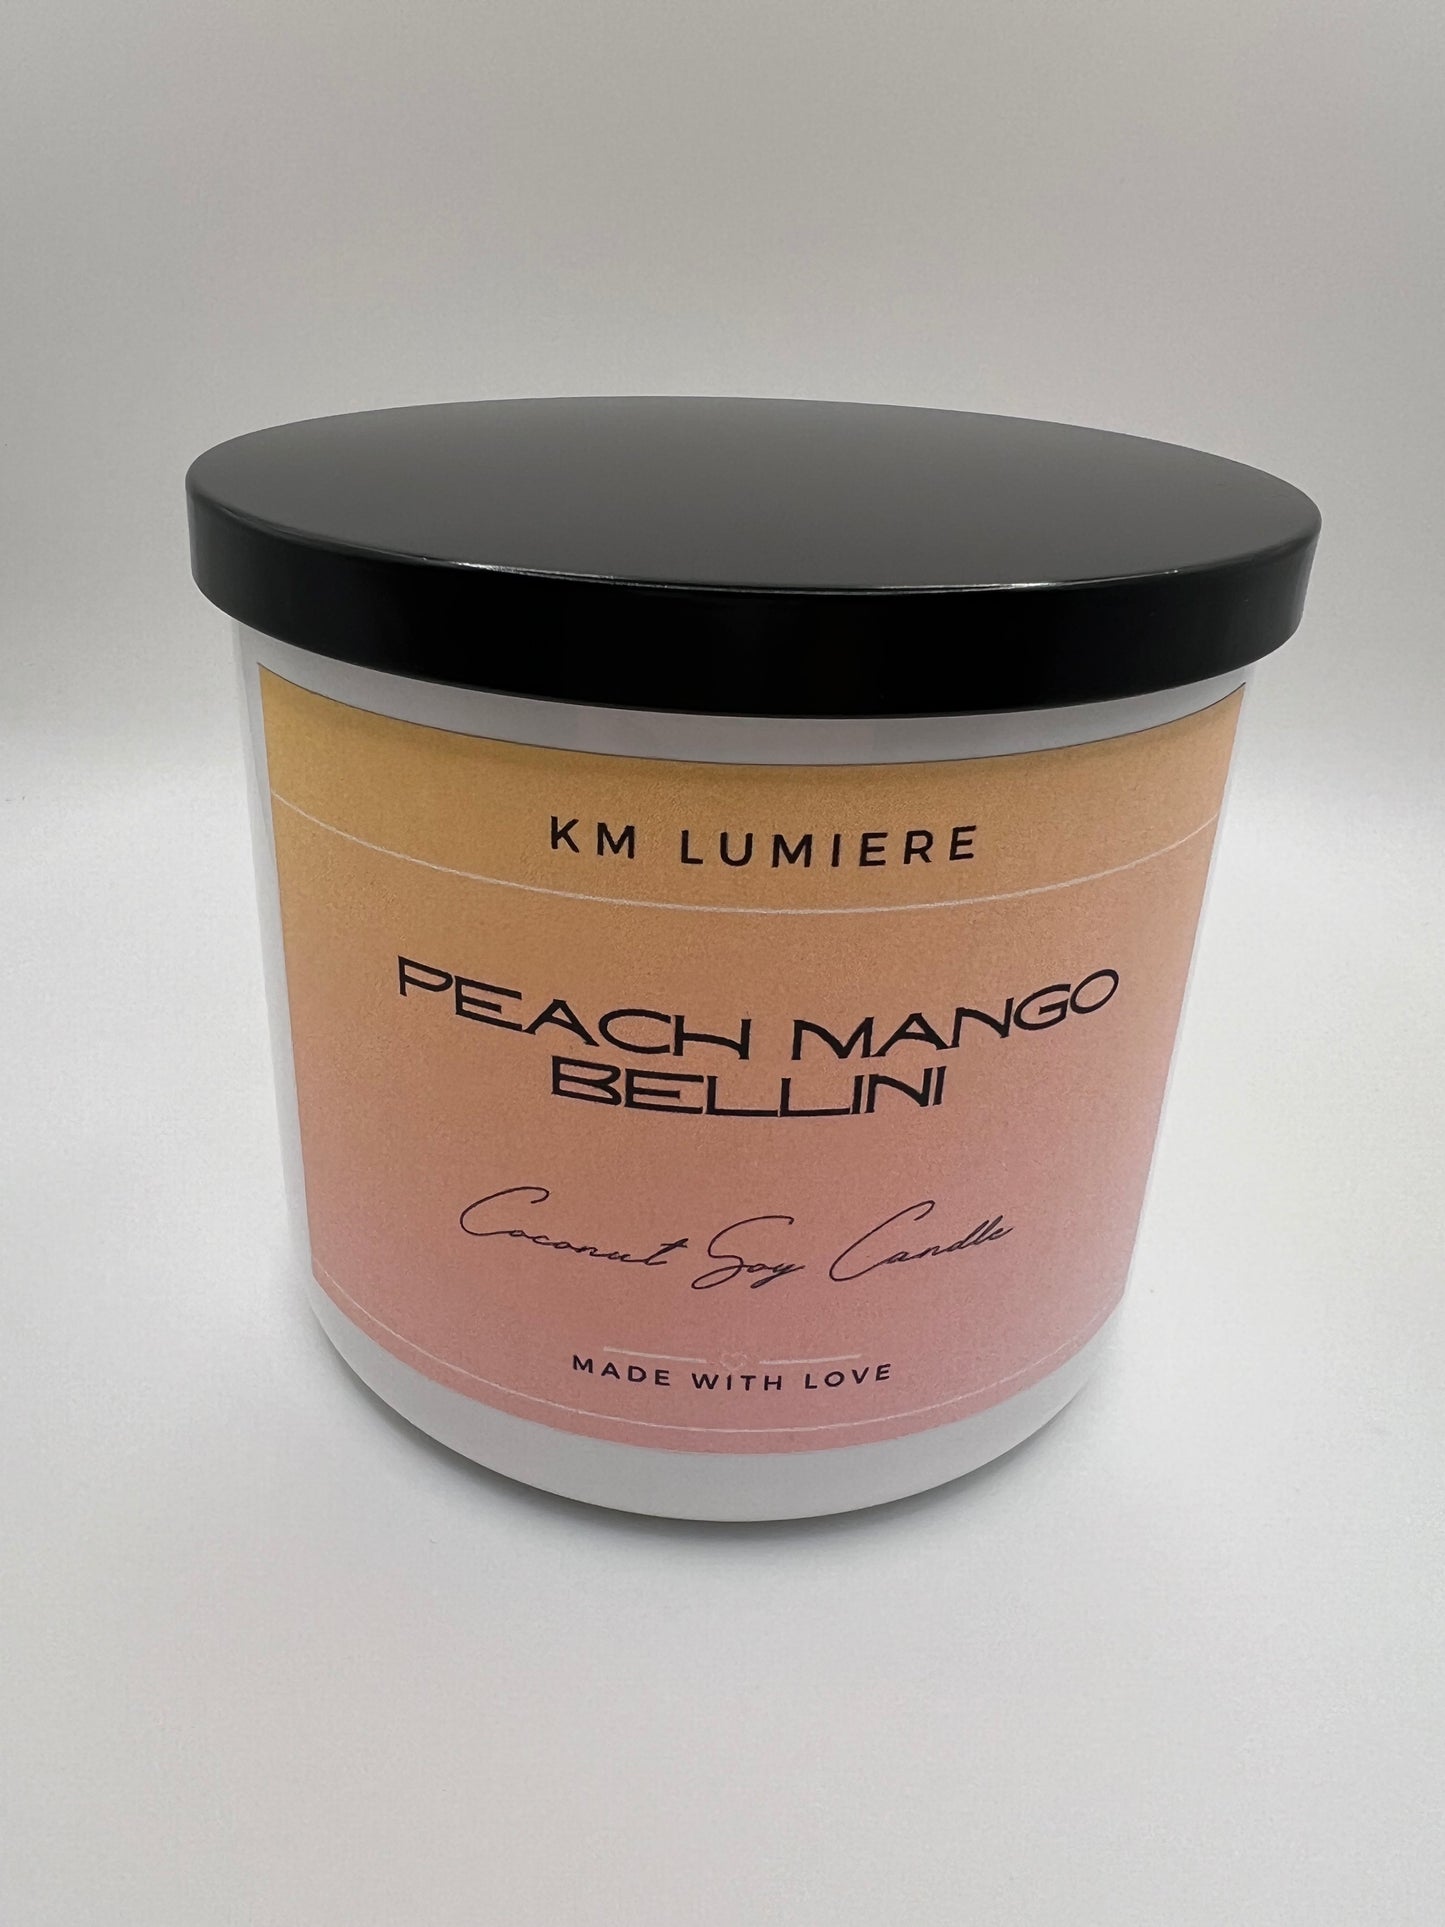 KM LUMIERE
PEACH MANGO
BELLINI
Coconut Soy Candle
MADE WITH LOVE